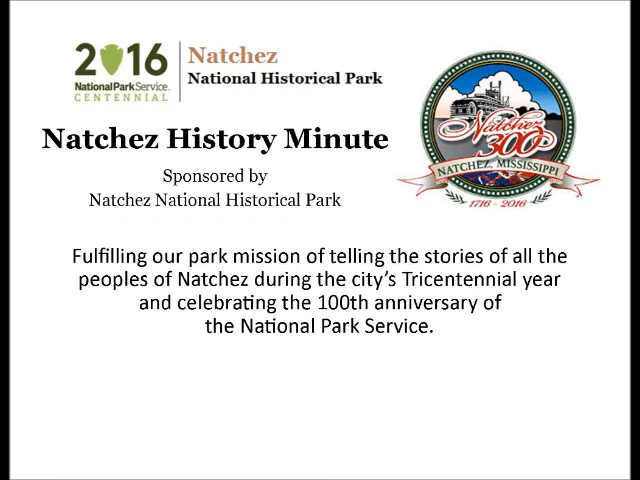 2016
National Park Service
CENTENNIAL
Natchez
National Historical Park
Natchez History Minute
Sponsored by
Natchez National Historical Park
Natchez
300
NATCHEZ, MISSISSIPPI
1716 - 2016
Fulfilling our park mission of telling the stories of all the
peoples of Natchez during the city's Tricentennial year
and celebrating the 100th anniversary of
the National Park Service.